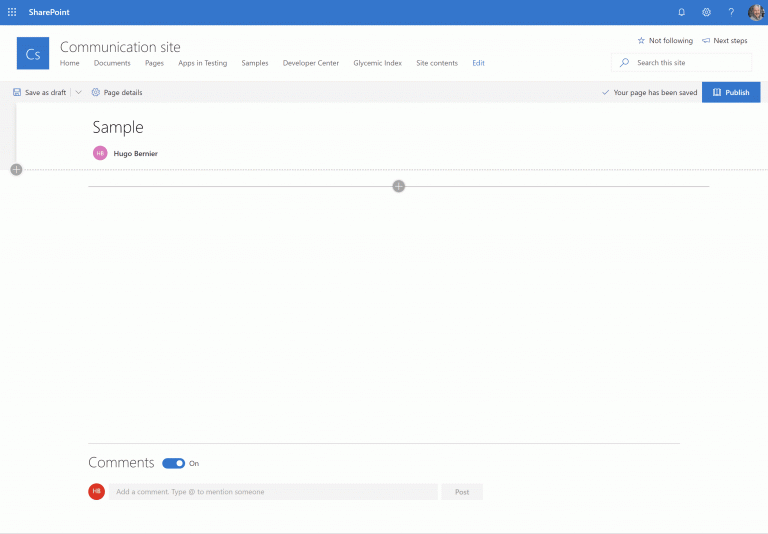 SharePoint
?
Cs
Communication site
Not following
Next steps
Home Documents Pages Apps in Testing Samples Developer Center Glycemic Index Site contents Edit
Search this site
Save as draft Page details
Your page has been saved
Publish
Sample
HB Hugo Bernier
Comments On
HB Add a comment. Type @ to mention someone Post